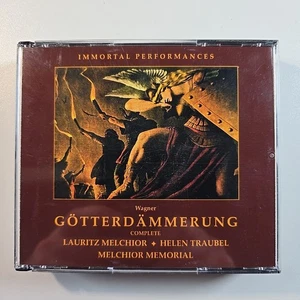 IMMORTAL PERFORMANCES
Wagner
GÖTTERDÄMMERUNG
COMPLETE
LAURITZ MELCHIOR ✦ HELEN TRAUBEL
MELCHIOR MEMORIAL